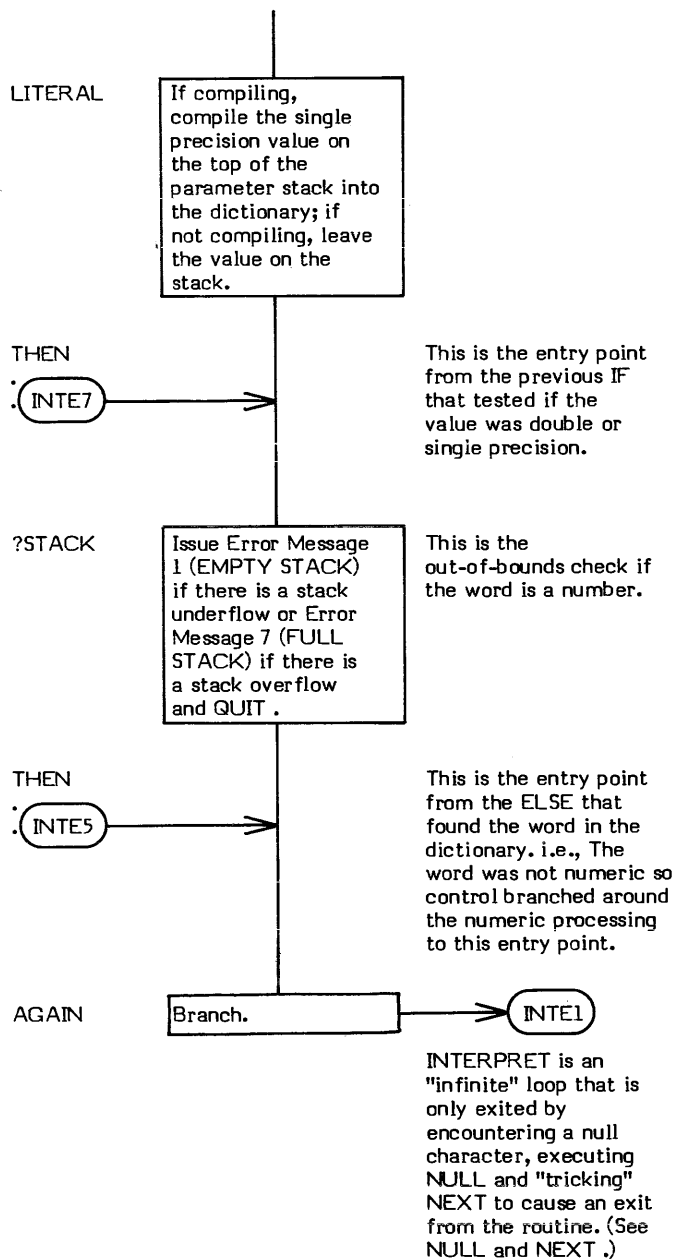 LITERAL
If compiling,
compile the single
precision value on
the top of the
parameter stack into
the dictionary; if
not compiling, leave
the value on the
stack.
THEN
: INTE7
This is the entry point
from the previous IF
that tested if the
value was double or
single precision.
?STACK
Issue Error Message
1 (EMPTY STACK)
if there is a stack
underflow or Error
Message 7 (FULL
STACK) if there is
a stack overflow
and QUIT .
This is the
out-of-bounds check if
the word is a number.
THEN
: INTE5
This is the entry point
from the ELSE that
found the word in the
dictionary. i.e., The
word was not numeric so
control branched around
the numeric processing
to this entry point.
AGAIN
Branch.
INTE1
INTERPRET is an
"infinite" loop that is
only exited by
encountering a null
character, executing
NULL and "tricking"
NEXT to cause an exit
from the routine. (See
NULL and NEXT .)